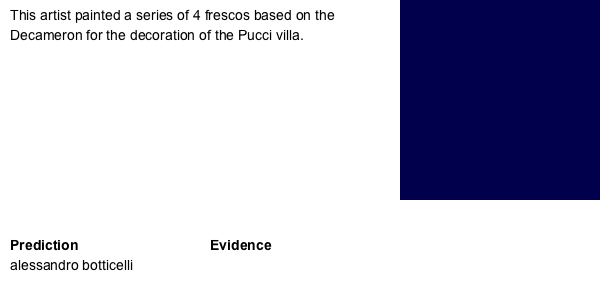 This artist painted a series of 4 frescos based on the
Decameron for the decoration of the Pucci villa.
Prediction Evidence
alessandro botticelli